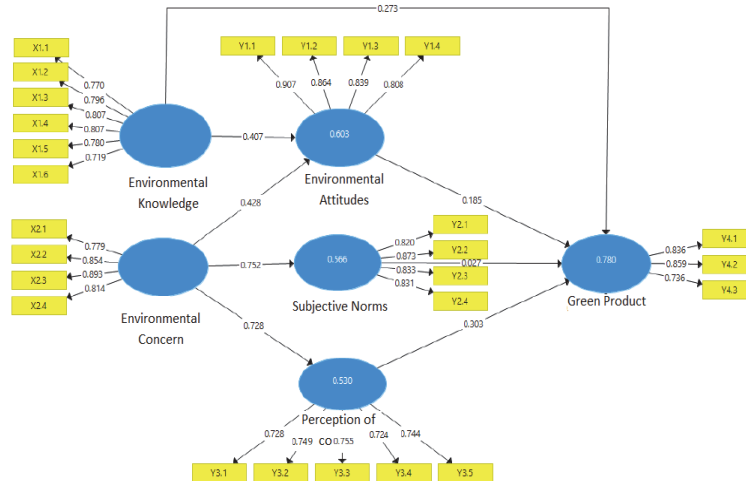 0.273
X1.1
X1.2
X1.3
X1.4
X1.5
X1.6
0.770
0.796
0.807
0.807
0.780
0.719
Environmental
Knowledge
0.407
Y1.1
Y1.2
Y1.3
Y1.4
0.907
0.864
0.839
0.808
0.603
Environmental
Attitudes
0.428
0.185
X2.1
X2.2
X2.3
X2.4
0.779
0.854
0.893
0.814
Environmental
Concern
0.752
0.566
Subjective Norms
0.820
0.873
0.027
0.833
0.831
Y2.1
Y2.2
Y2.3
Y2.4
0.780
Green Product
0.836
0.859
0.736
Y4.1
Y4.2
Y4.3
0.728
0.303
0.530
Perception of
co
0.728
0.749
0.755
0.724
0.744
Y3.1
Y3.2
Y3.3
Y3.4
Y3.5